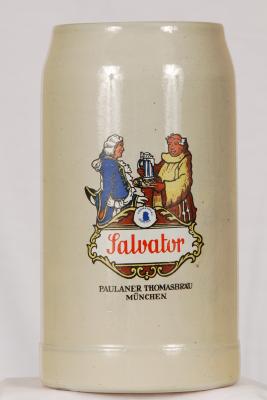 Salvator
PAULANER THOMASBRÄU
MÜNCHEN